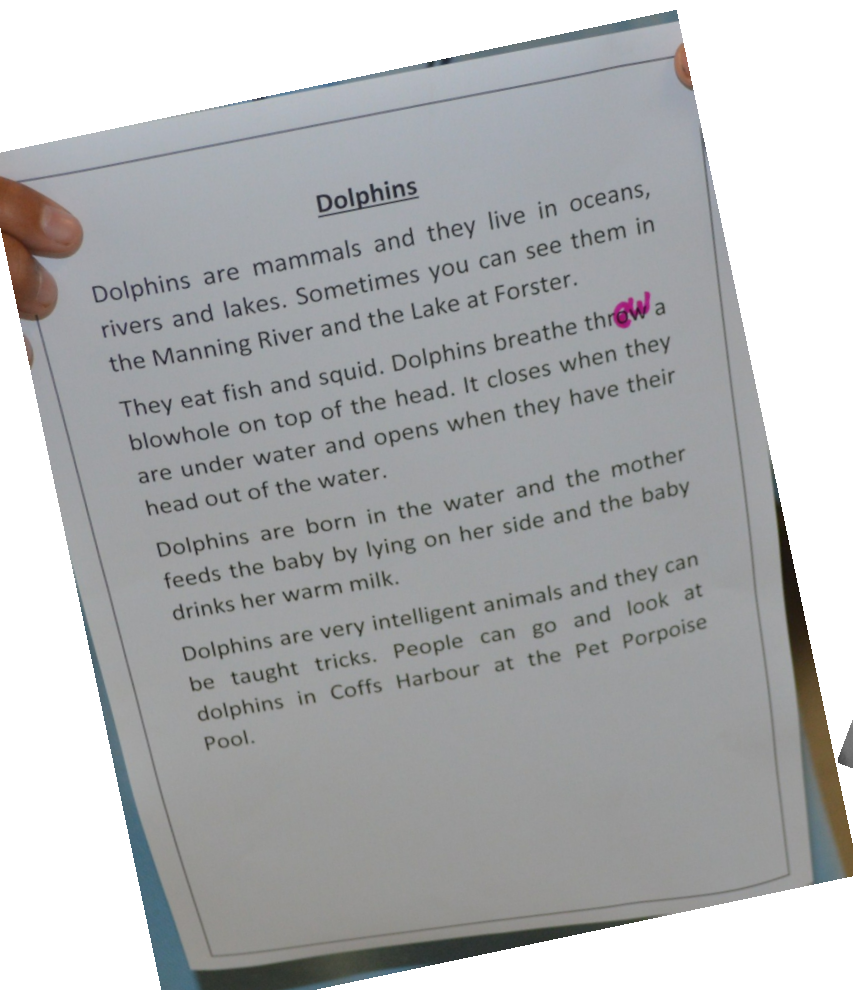 Dolphins
Dolphins are mammals and they live in oceans,
rivers and lakes. Sometimes you can see them in
the Manning River and the Lake at Forster.
They eat fish and squid. Dolphins breathe throw a
blowhole on top of the head. It closes when they
are under water and opens when they have their
head out of the water.
Dolphins are born in the water and the mother
feeds the baby by lying on her side and the baby
drinks her warm milk.
Dolphins are very intelligent animals and they can
be taught tricks. People can go and look at
dolphins in Coffs Harbour at the Pet Porpoise
Pool.